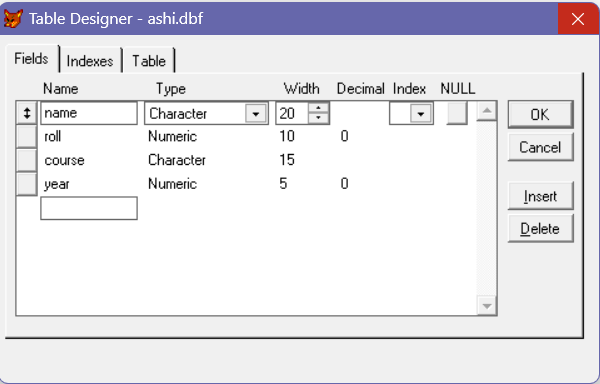 Table Designer - ashi.dbf
Fields Indexes Table
Name Type Width Decimal Index NULL
name Character 20
roll Numeric 10 0
course Character 15
year Numeric 5 0
OK
Cancel
Insert
Delete